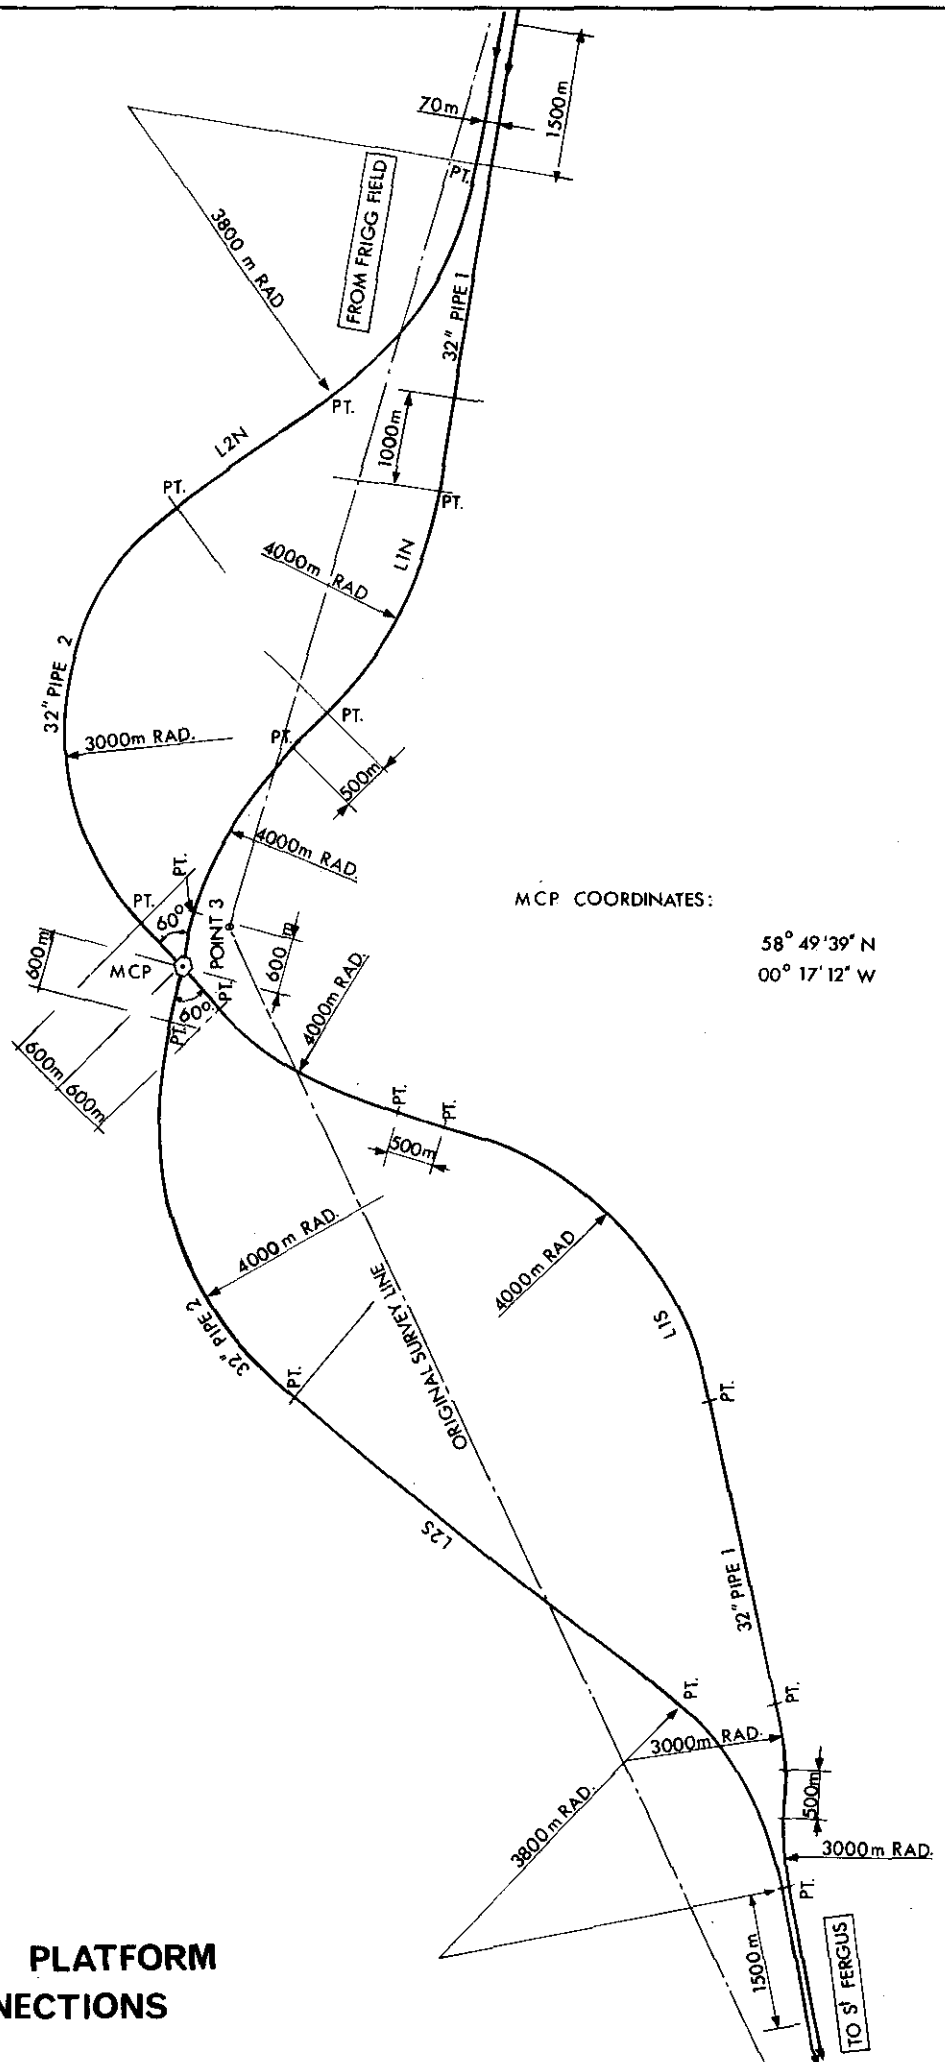 1500m
70m
PT.
3800 m RAD
FROM FRIGG FIELD
32" PIPE 1
PT.
1000m
L2N
PT.
PT.
L1N
4000m RAD
32" PIPE 2
PT.
PT.
3000m RAD.
500m
4000m RAD.
PT.
PT.
60°
POINT 3
MCP COORDINATES:
58° 49'39" N
00° 17'12" W
600m
MCP
600 m
4000m RAD.
PT.
60°
PT.
600m
600m
PT.
PT.
500m
4000 m RAD.
4000m RAD
ORIGINAL SURVEY LINE
32" PIPE 2
L1S
PT.
PT.
L2S
32" PIPE 1
PT.
PT.
3000m RAD.
500m
3800m RAD.
3000m RAD.
PT.
1500m
TO St FERGUS
PLATFORM
NECTIONS